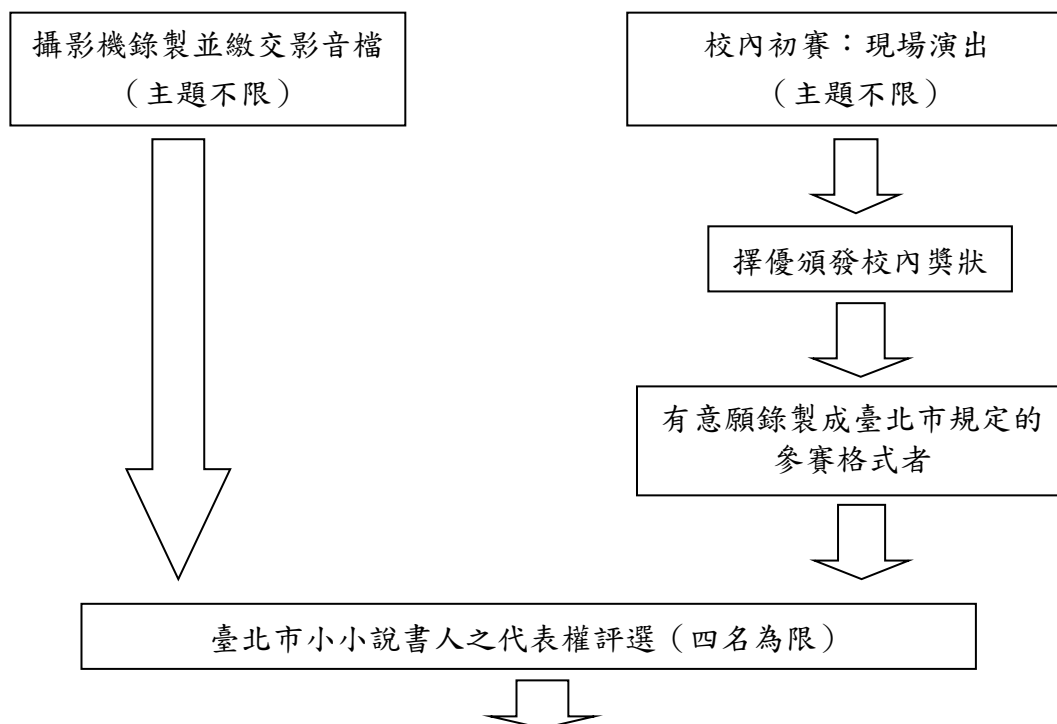 攝影機錄製並繳交影音檔
（主題不限）
校內初賽：現場演出
（主題不限）
擇優頒發校內獎狀
有意願錄製成臺北市規定的
參賽格式者
臺北市小小說書人之代表權評選（四名為限）